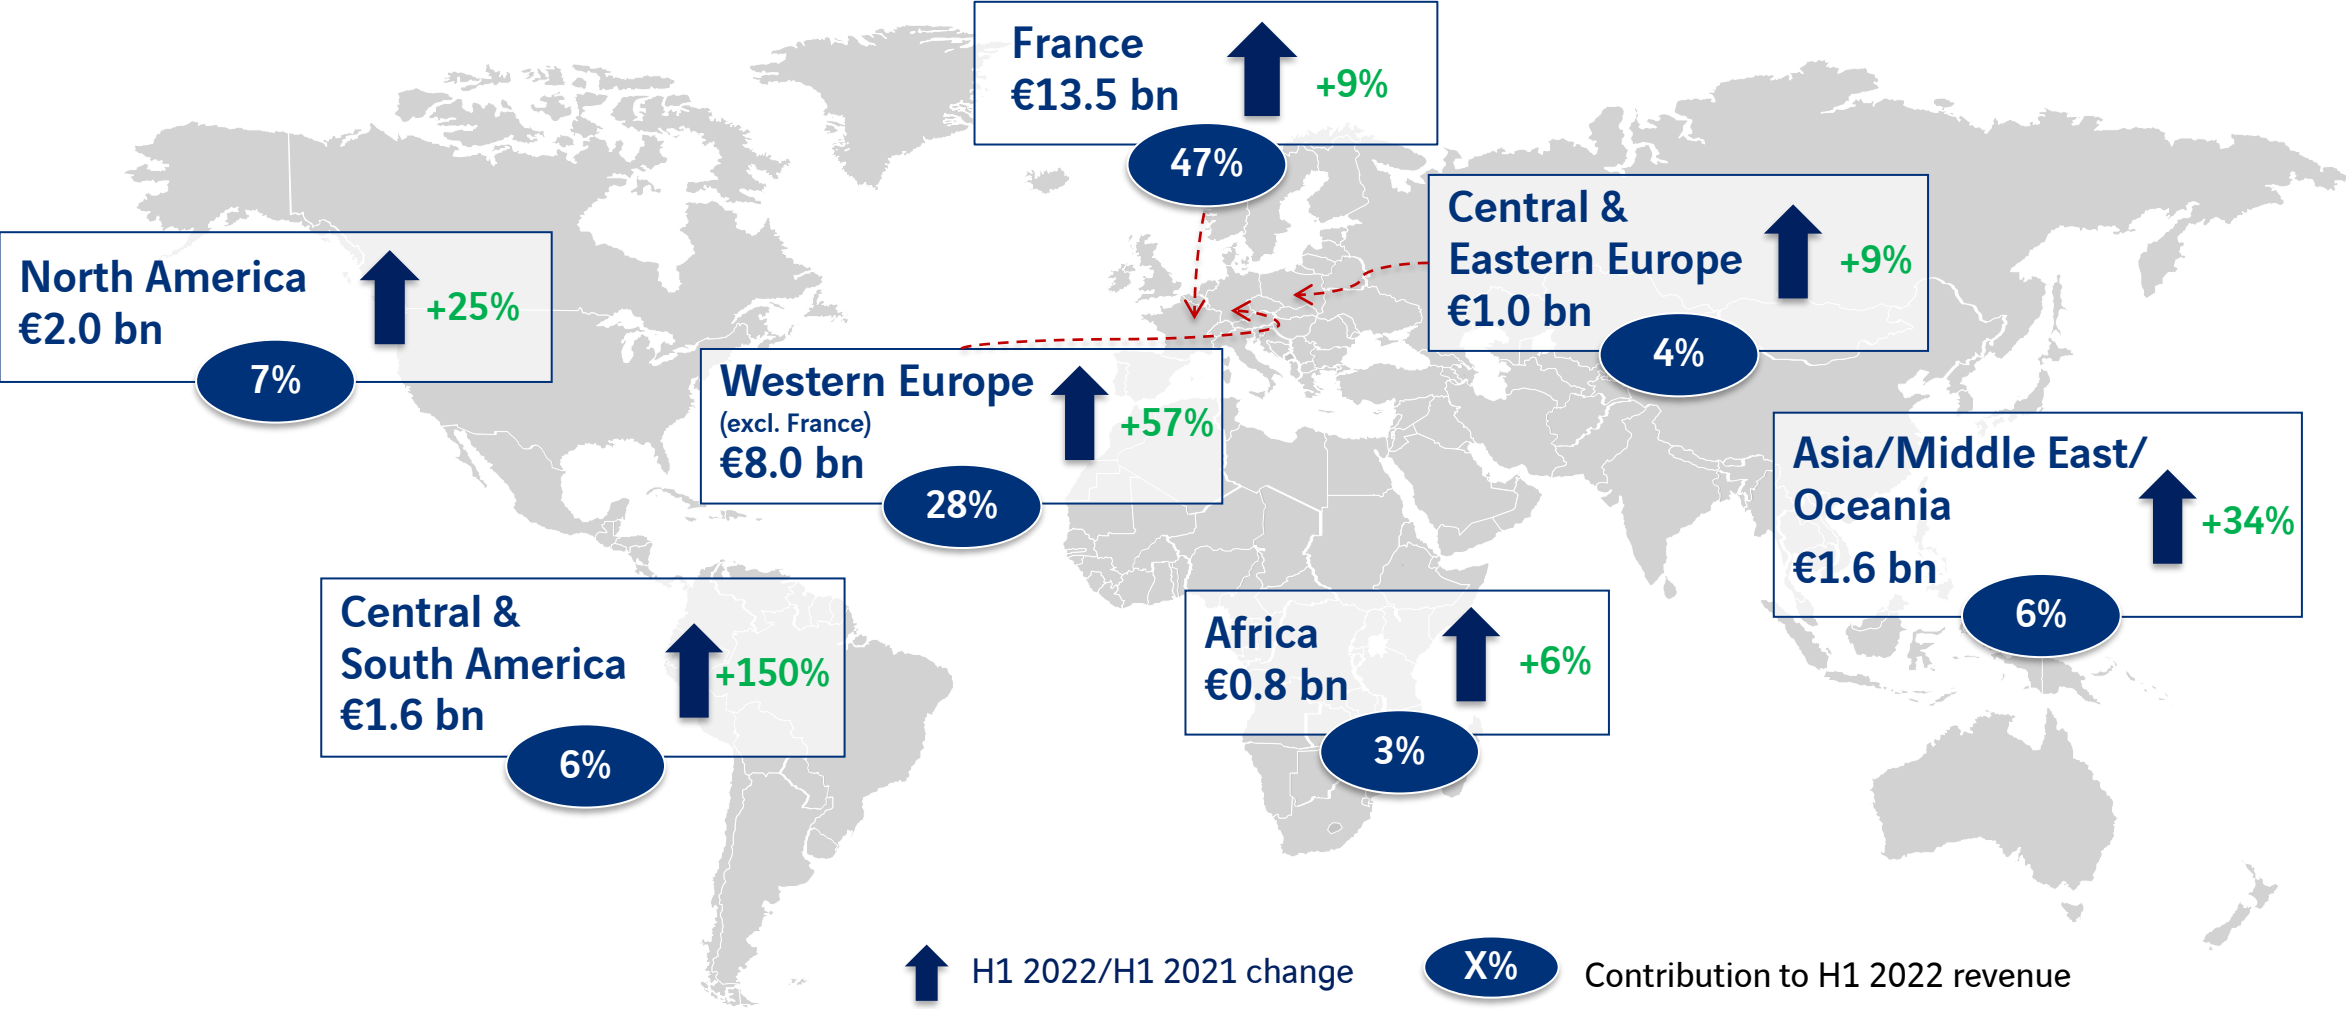 France
€13.5 bn
+9%
47%
Central &
Eastern Europe
€1.0 bn
+9%
4%
North America
€2.0 bn
+25%
7%
Western Europe
(excl. France)
€8.0 bn
+57%
28%
Asia/Middle East/
Oceania
€1.6 bn
+34%
6%
Central &
South America
€1.6 bn
+150%
6%
Africa
€0.8 bn
+6%
3%
H1 2022/H1 2021 change
X%
Contribution to H1 2022 revenue